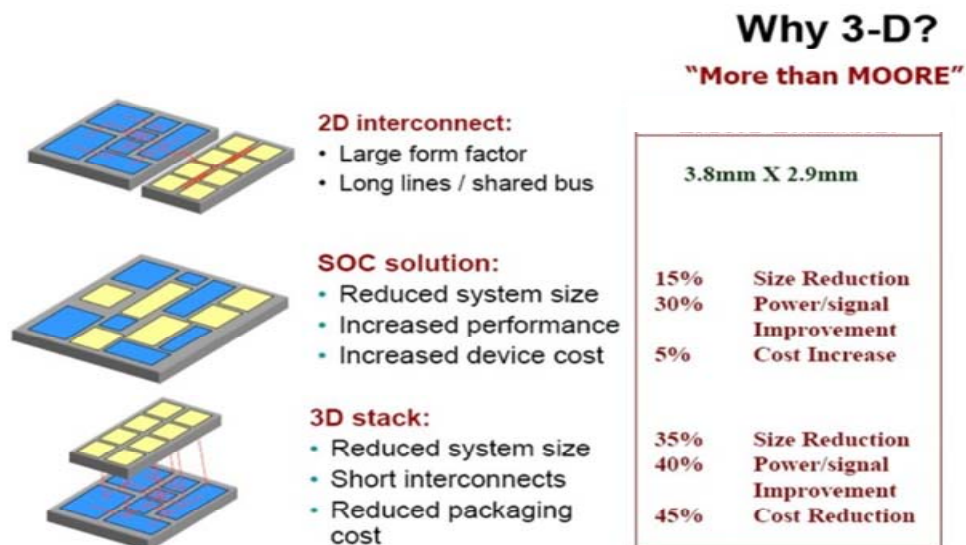 Why 3-D?
"More than MOORE"
2D interconnect:
• Large form factor
• Long lines / shared bus
3.8mm X 2.9mm
SOC solution:
• Reduced system size
• Increased performance
• Increased device cost
15% Size Reduction
30% Power/signal
Improvement
5% Cost Increase
3D stack:
• Reduced system size
• Short interconnects
• Reduced packaging
cost
35% Size Reduction
40% Power/signal
Improvement
45% Cost Reduction